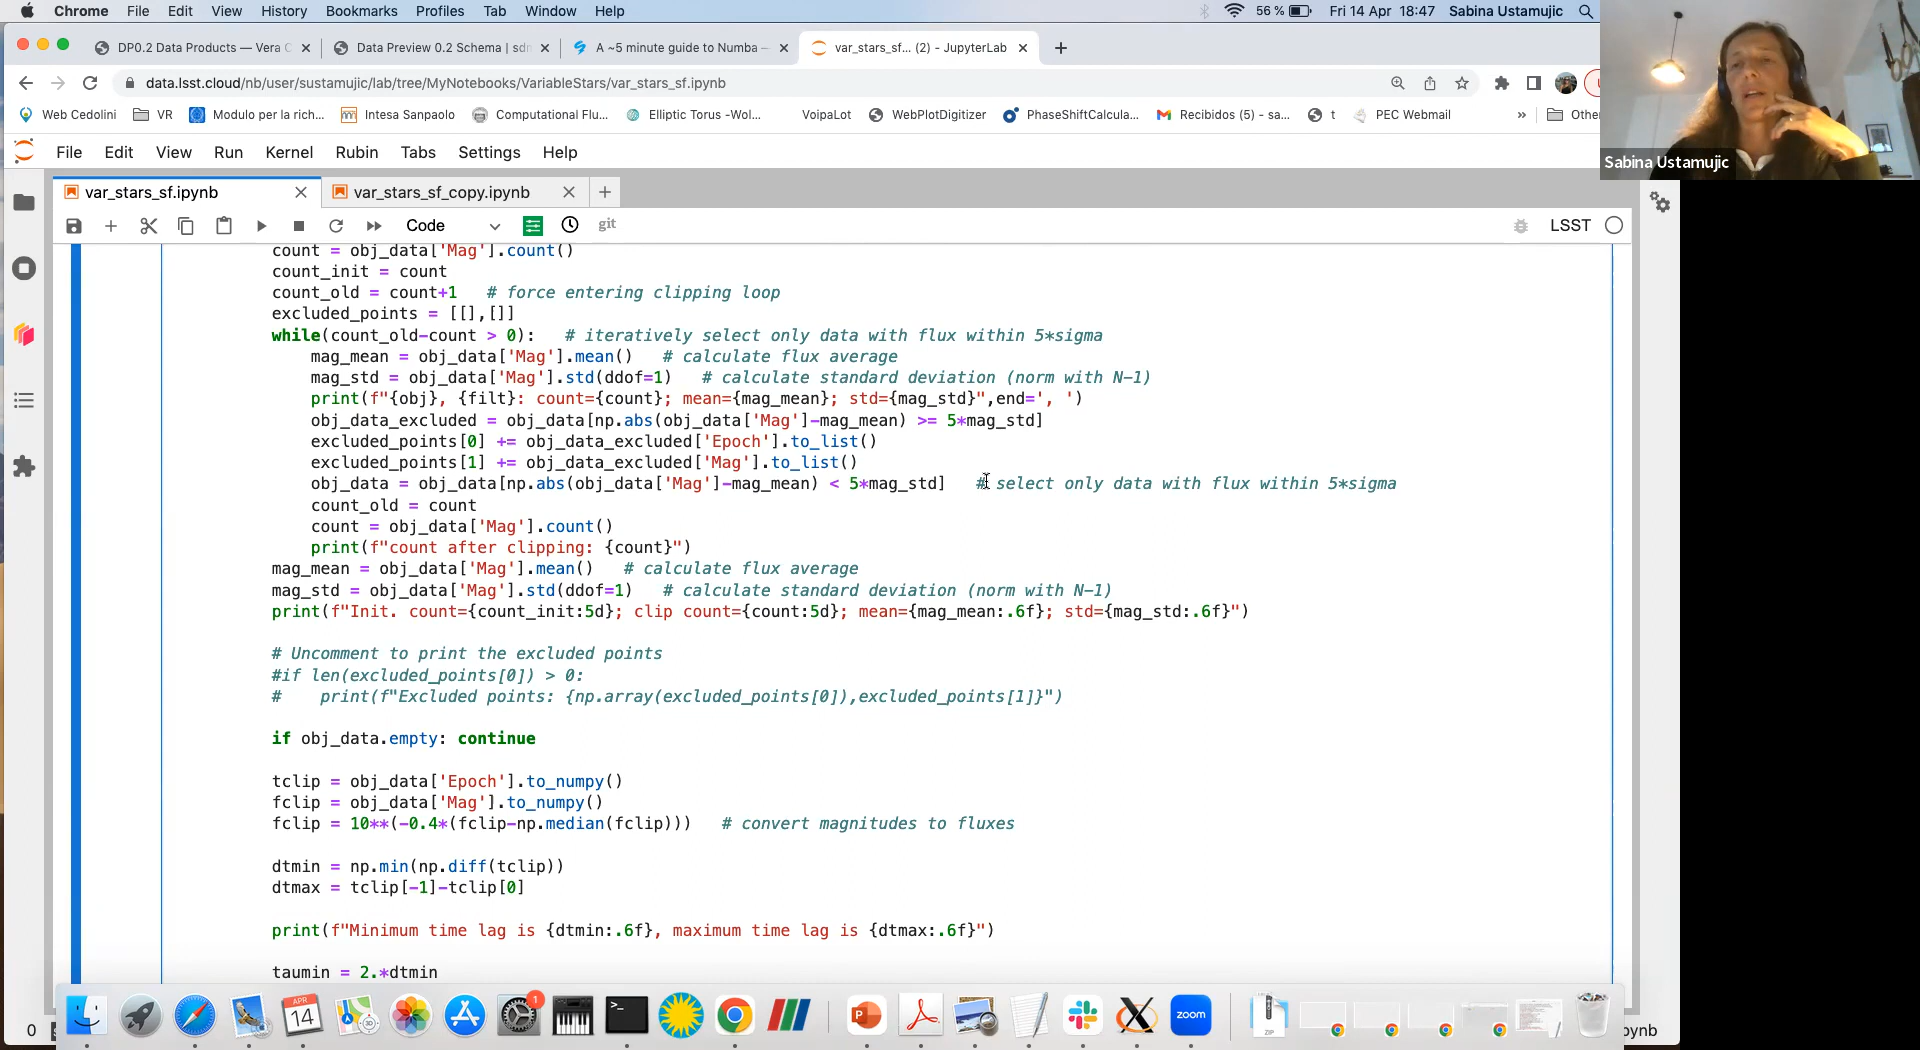 Chrome File Edit View History Bookmarks Profiles Tab Window Help 56 % Fri 14 Apr 18:47 Sabina Ustamujic
DP0.2 Data Products — Vera C Data Preview 0.2 Schema | sdm A ~5 minute guide to Numba — var_stars_sf... (2) - JupyterLab
data.lsst.cloud/nb/user/sustamujic/lab/tree/MyNotebooks/VariableStars/var_stars_sf.ipynb
Web Cedolini VR Modulo per la rich... Intesa Sanpaolo Computational Flu... Elliptic Torus -Wol... VoipaLot WebPlotDigitizer PhaseShiftCalcula... Recibidos (5) - sa... t PEC Webmail » Othe
File Edit View Run Kernel Rubin Tabs Settings Help
Sabina Ustamujic
var_stars_sf.ipynb var_stars_sf_copy.ipynb
Code git LSST
count = obj_data['Mag'].count()
count_init = count
count_old = count+1 # force entering clipping loop
excluded_points = [[],[]]
while(count_old-count > 0): # iteratively select only data with flux within 5*sigma
mag_mean = obj_data['Mag'].mean() # calculate flux average
mag_std = obj_data['Mag'].std(ddof=1) # calculate standard deviation (norm with N-1)
print(f"{obj}, {filt}: count={count}; mean={mag_mean}; std={mag_std}",end=', ')
obj_data_excluded = obj_data[np.abs(obj_data['Mag']-mag_mean) >= 5*mag_std]
excluded_points[0] += obj_data_excluded['Epoch'].to_list()
excluded_points[1] += obj_data_excluded['Mag'].to_list()
obj_data = obj_data[np.abs(obj_data['Mag']-mag_mean) < 5*mag_std] # select only data with flux within 5*sigma
count_old = count
count = obj_data['Mag'].count()
print(f"count after clipping: {count}")
mag_mean = obj_data['Mag'].mean() # calculate flux average
mag_std = obj_data['Mag'].std(ddof=1) # calculate standard deviation (norm with N-1)
print(f"Init. count={count_init:5d}; clip count={count:5d}; mean={mag_mean:.6f}; std={mag_std:.6f}")
# Uncomment to print the excluded points
#if len(excluded_points[0]) > 0:
# print(f"Excluded points: {np.array(excluded_points[0]),excluded_points[1]}")
if obj_data.empty: continue
tclip = obj_data['Epoch'].to_numpy()
fclip = obj_data['Mag'].to_numpy()
fclip = 10**(-0.4*(fclip-np.median(fclip))) # convert magnitudes to fluxes
dtmin = np.min(np.diff(tclip))
dtmax = tclip[-1]-tclip[0]
print(f"Minimum time lag is {dtmin:.6f}, maximum time lag is {dtmax:.6f}")
taumin = 2.*dtmin
APR
14
1
zoom
ZIP
0
pynb